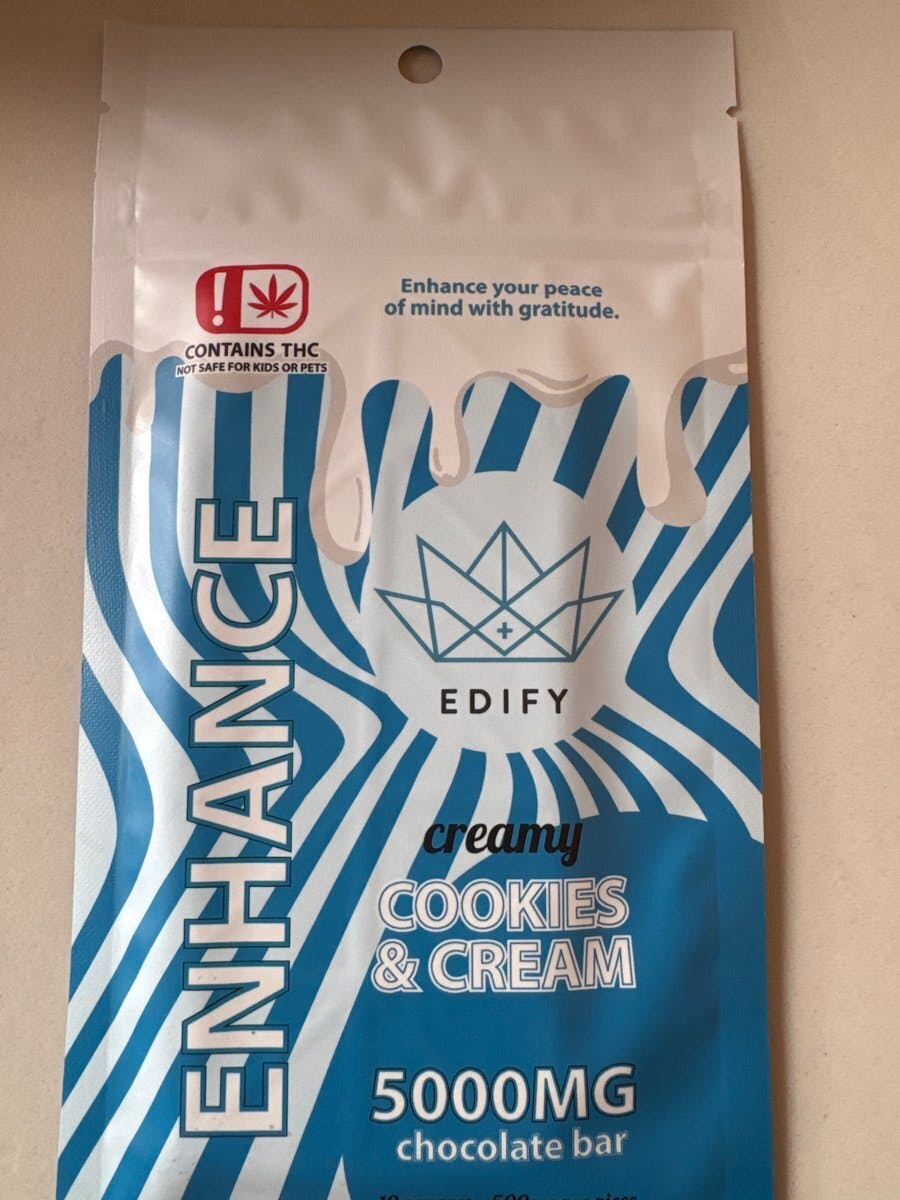 Enhance your peace
of mind with gratitude.
!
CONTAINS THC
NOT SAFE FOR KIDS OR PETS
ENHANCE
EDIFY
creamy
COOKIES
& CREAM
5000MG
chocolate bar